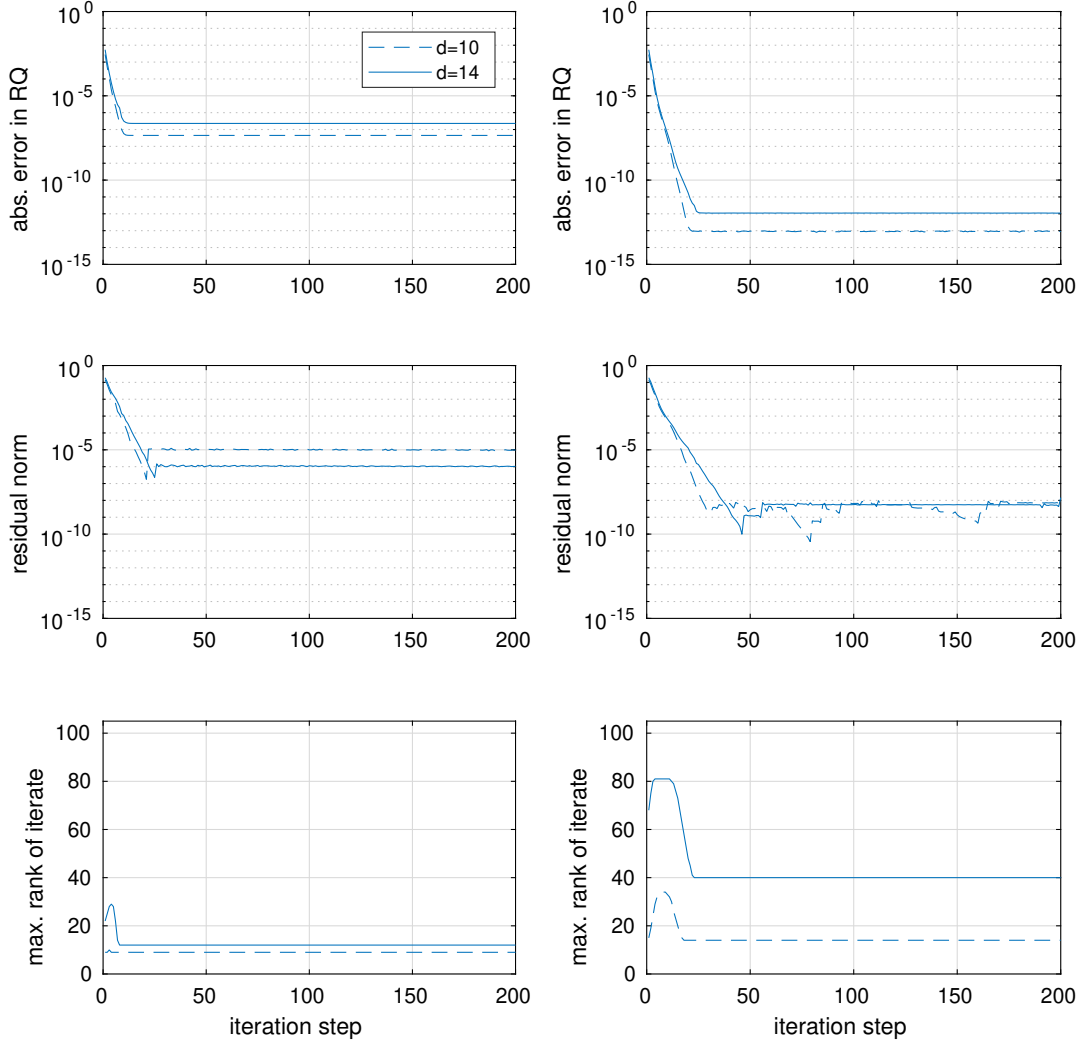 abs. error in RQ
10^0
10^-5
10^-10
10^-15
0 50 100 150 200
d=10
d=14
abs. error in RQ
10^0
10^-5
10^-10
10^-15
0 50 100 150 200
residual norm
10^0
10^-5
10^-10
10^-15
0 50 100 150 200
residual norm
10^0
10^-5
10^-10
10^-15
0 50 100 150 200
max. rank of iterate
100
80
60
40
20
0
0 50 100 150 200
iteration step
max. rank of iterate
100
80
60
40
20
0
0 50 100 150 200
iteration step